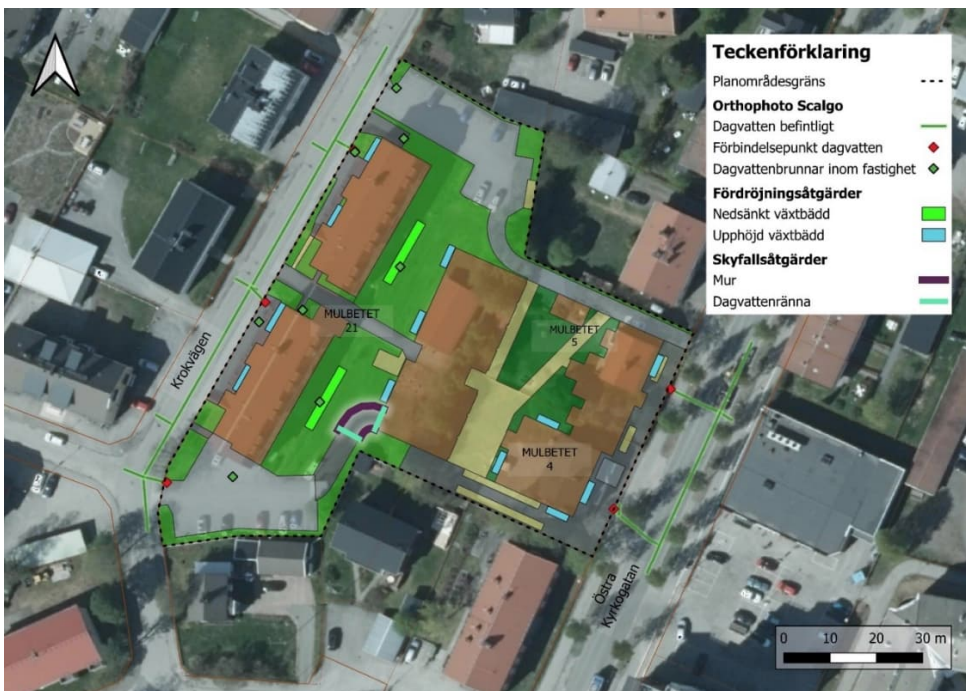 Teckenförklaring
Planområdesgräns
Orthophoto Scalgo
Dagvatten befintligt
Förbindelsepunkt dagvatten
Dagvattenbrunnar inom fastighet
Fördröjningsåtgärder
Nedsänkt växtbädd
Upphöjd växtbädd
Skyfallsåtgärder
Mur
Dagvattenränna
MULBETET
21
MULBETET
5
Krokvägen
MULBETET
4
Östra
Kyrkogatan
0 10 20 30 m